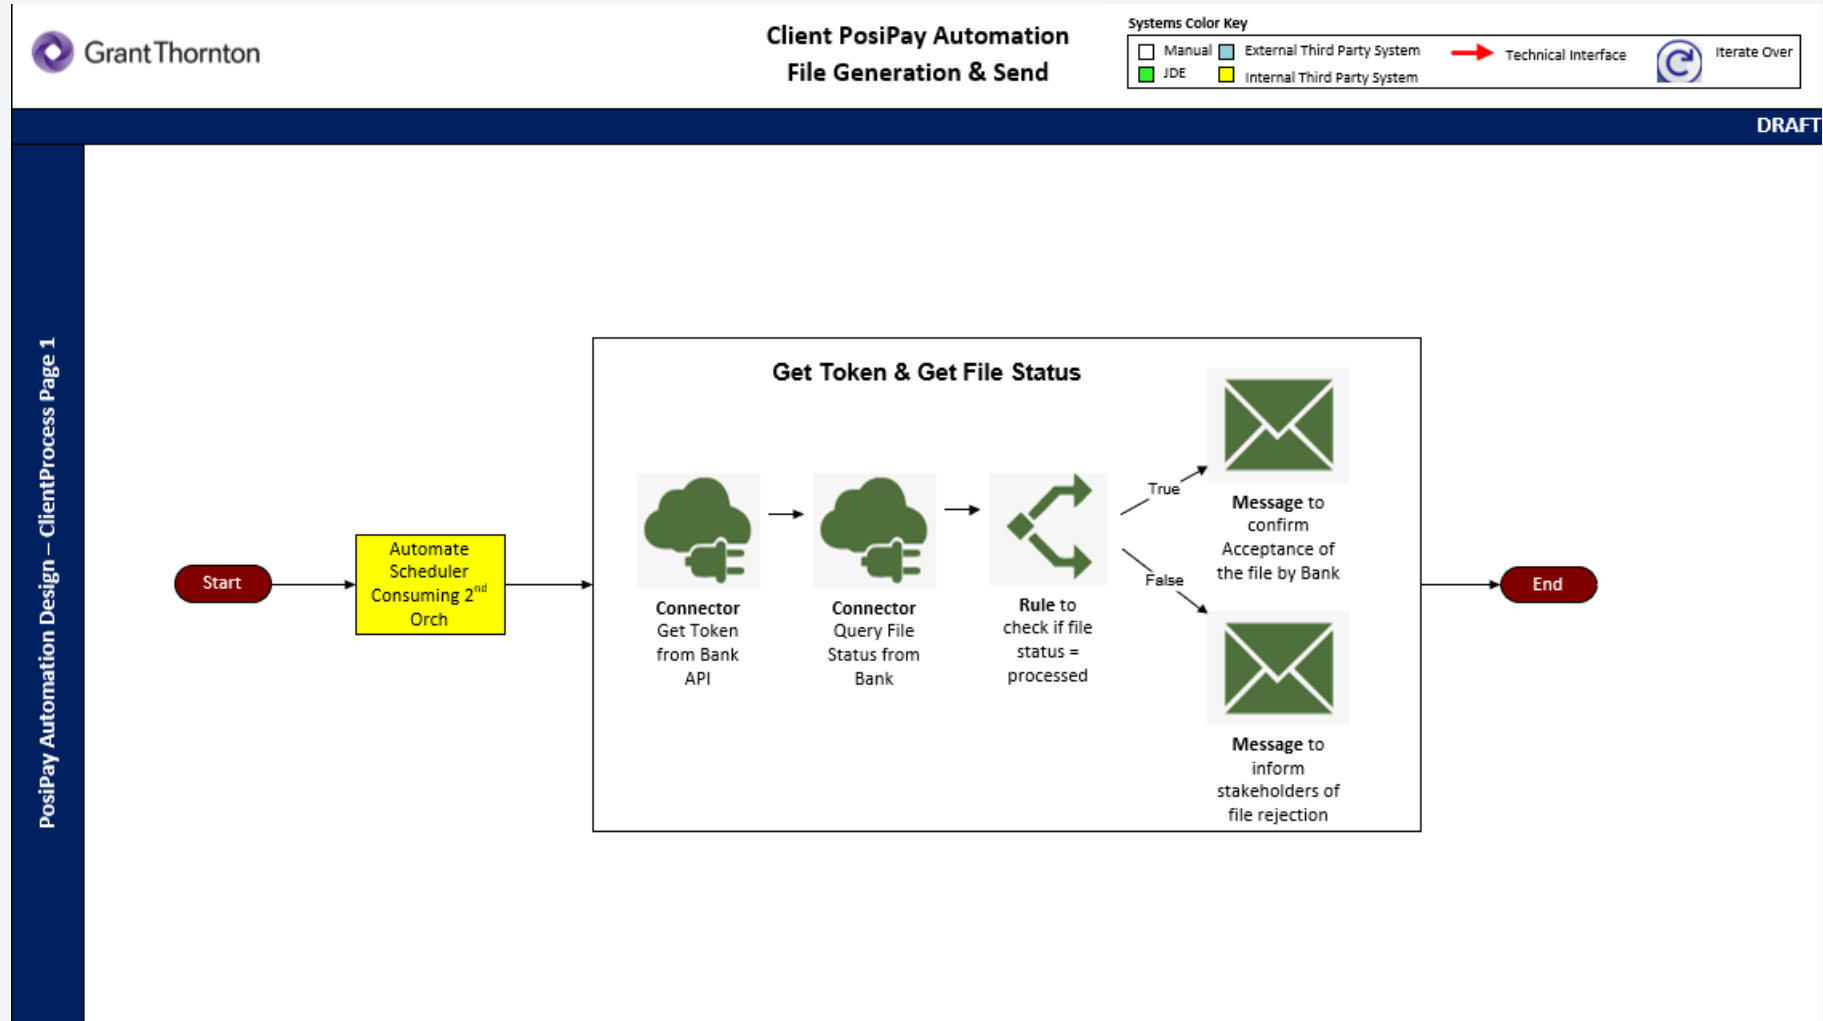 Grant Thornton
Client PosiPay Automation
File Generation & Send
Systems Color Key
Manual
External Third Party System
Technical Interface
Iterate Over
JDE
Internal Third Party System
DRAFT
PosiPay Automation Design – ClientProcess Page 1
Start
Automate
Scheduler
Consuming 2nd
Orch
Get Token & Get File Status
Connector
Get Token
from Bank
API
Connector
Query File
Status from
Bank
Rule to
check if file
status =
processed
True
False
Message to
confirm
Acceptance of
the file by Bank
Message to
inform
stakeholders of
file rejection
End